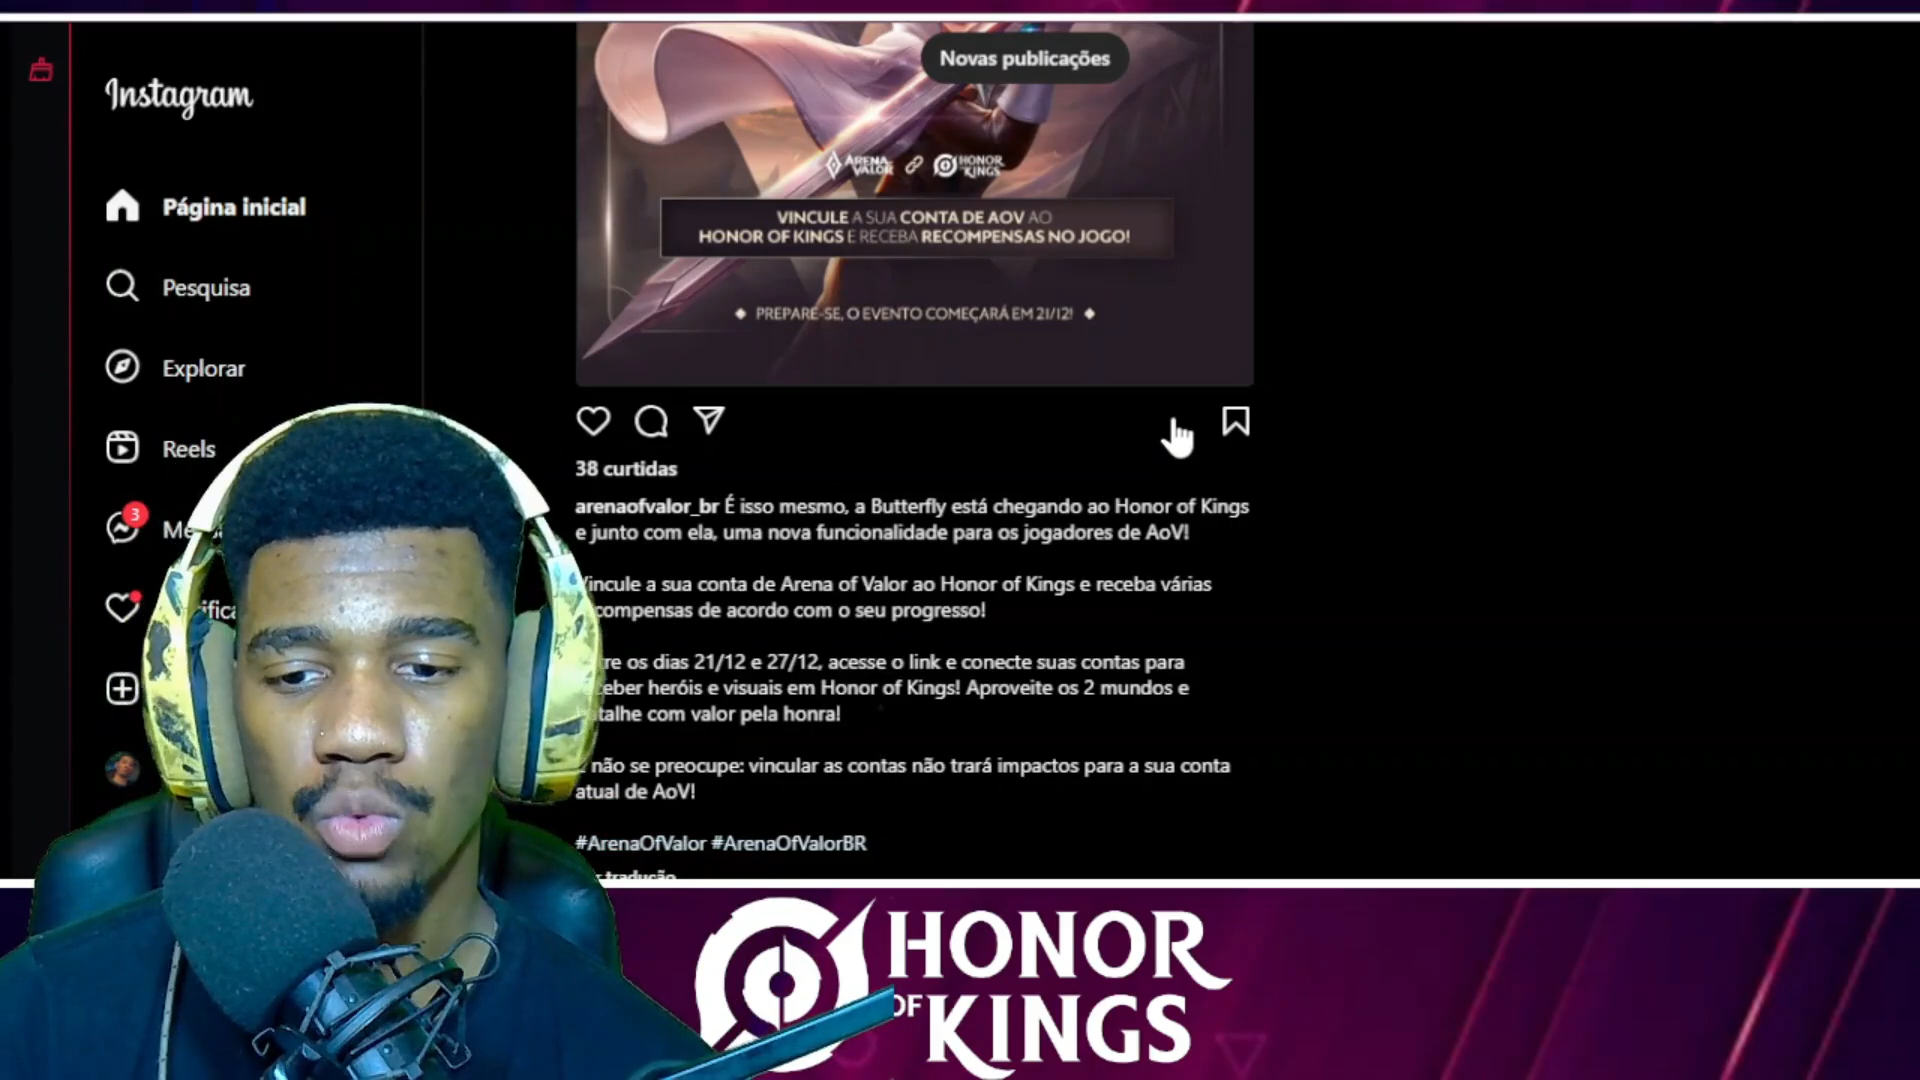 Instagram
Página inicial
Pesquisa
Explorar
Reels
3
Novas publicações
ARENA
VALOR
HONOR
KINGS
VINCULE A SUA CONTA DE AOV AO
HONOR OF KINGS E RECEBA RECOMPENSAS NO JOGO!
PREPARE-SE, O EVENTO COMEÇARÁ EM 21/12!
38 curtidas
arenaofvalor_br É isso mesmo, a Butterfly está chegando ao Honor of Kings
e junto com ela, uma nova funcionalidade para os jogadores de AoV!
incule a sua conta de Arena of Valor ao Honor of Kings e receba várias
compensas de acordo com o seu progresso!
re os dias 21/12 e 27/12, acesse o link e conecte suas contas para
ceber heróis e visuais em Honor of Kings! Aproveite os 2 mundos e
talhe com valor pela honra!
não se preocupe: vincular as contas não trará impactos para a sua conta
atual de AoV!
#ArenaOfValor #ArenaOfValorBR
tradução
HONOR
OF KINGS